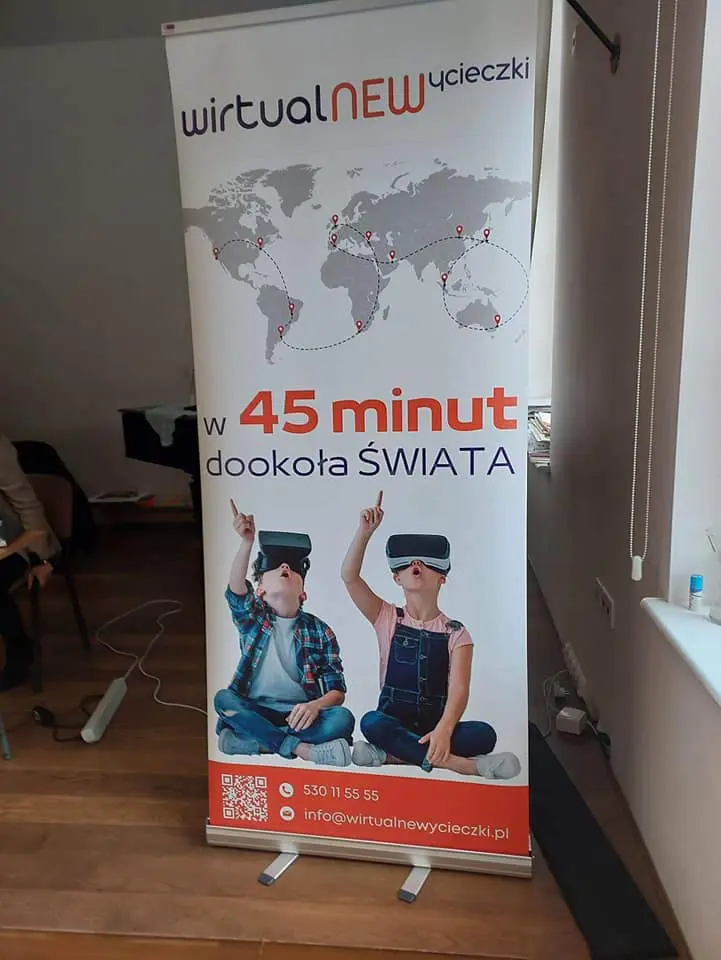 wirtualNEWycieczki
w 45 minut
dookoła ŚWIATA
530 11 55 55
info@wirtualnewycieczki.pl